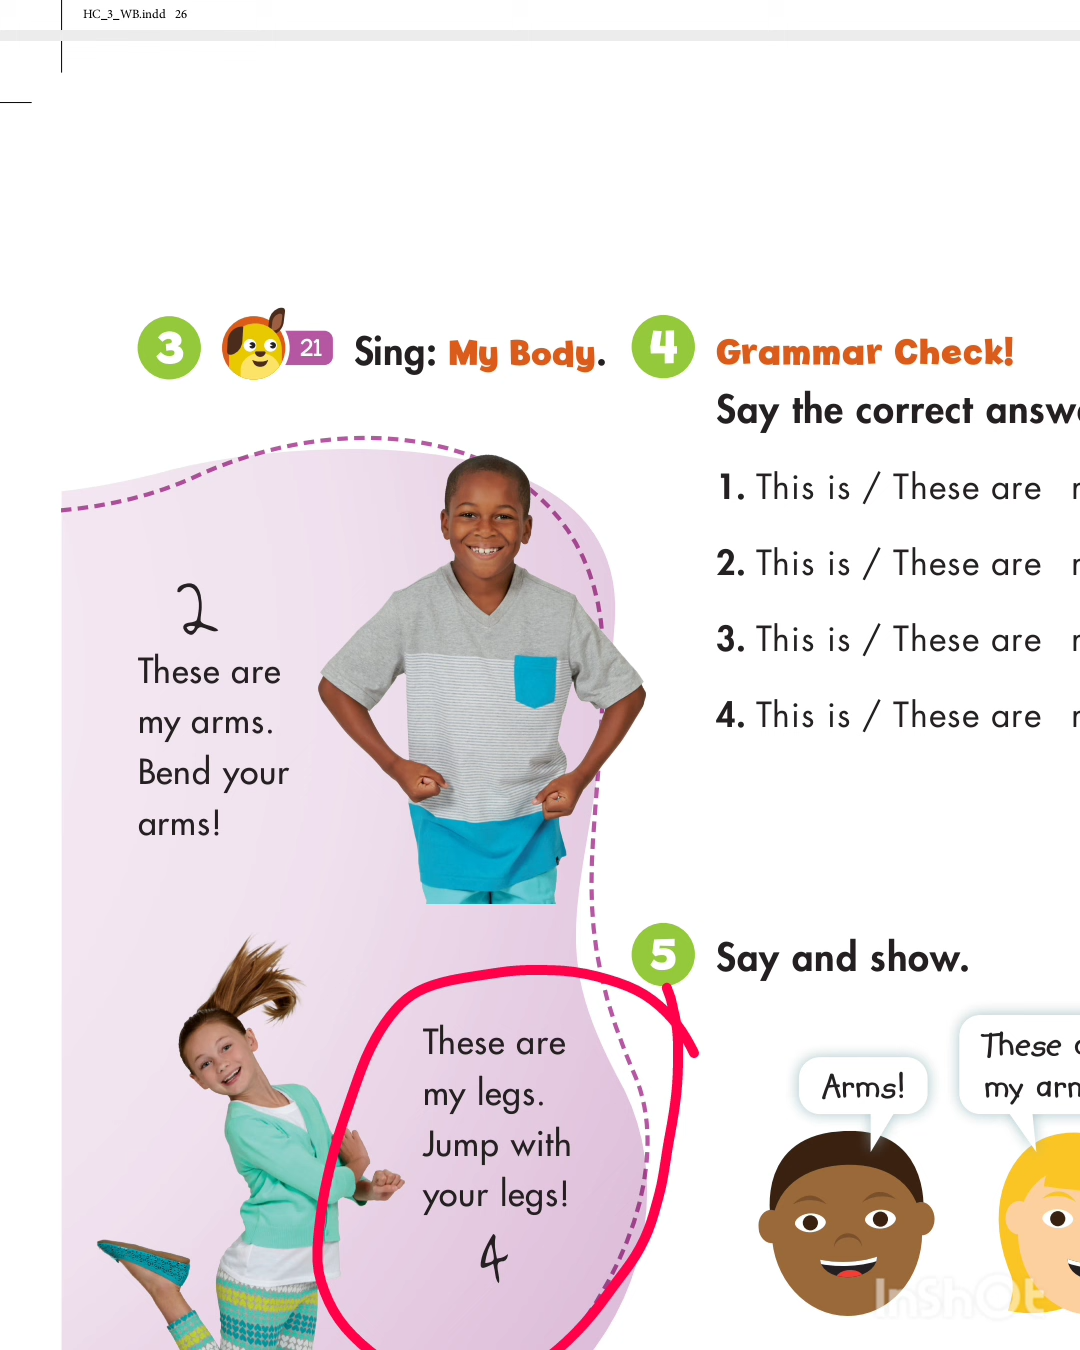 HC_3_WB.indd 26
3 21 Sing: My Body.
2
These are
my arms.
Bend your
arms!
These are
my legs.
Jump with
your legs!
4
4 Grammar Check!
Say the correct
1. This is / These are
2. This is / These are
3. This is / These are
4. This is / These are
5 Say and show.
Arms!
These
my
InShOt